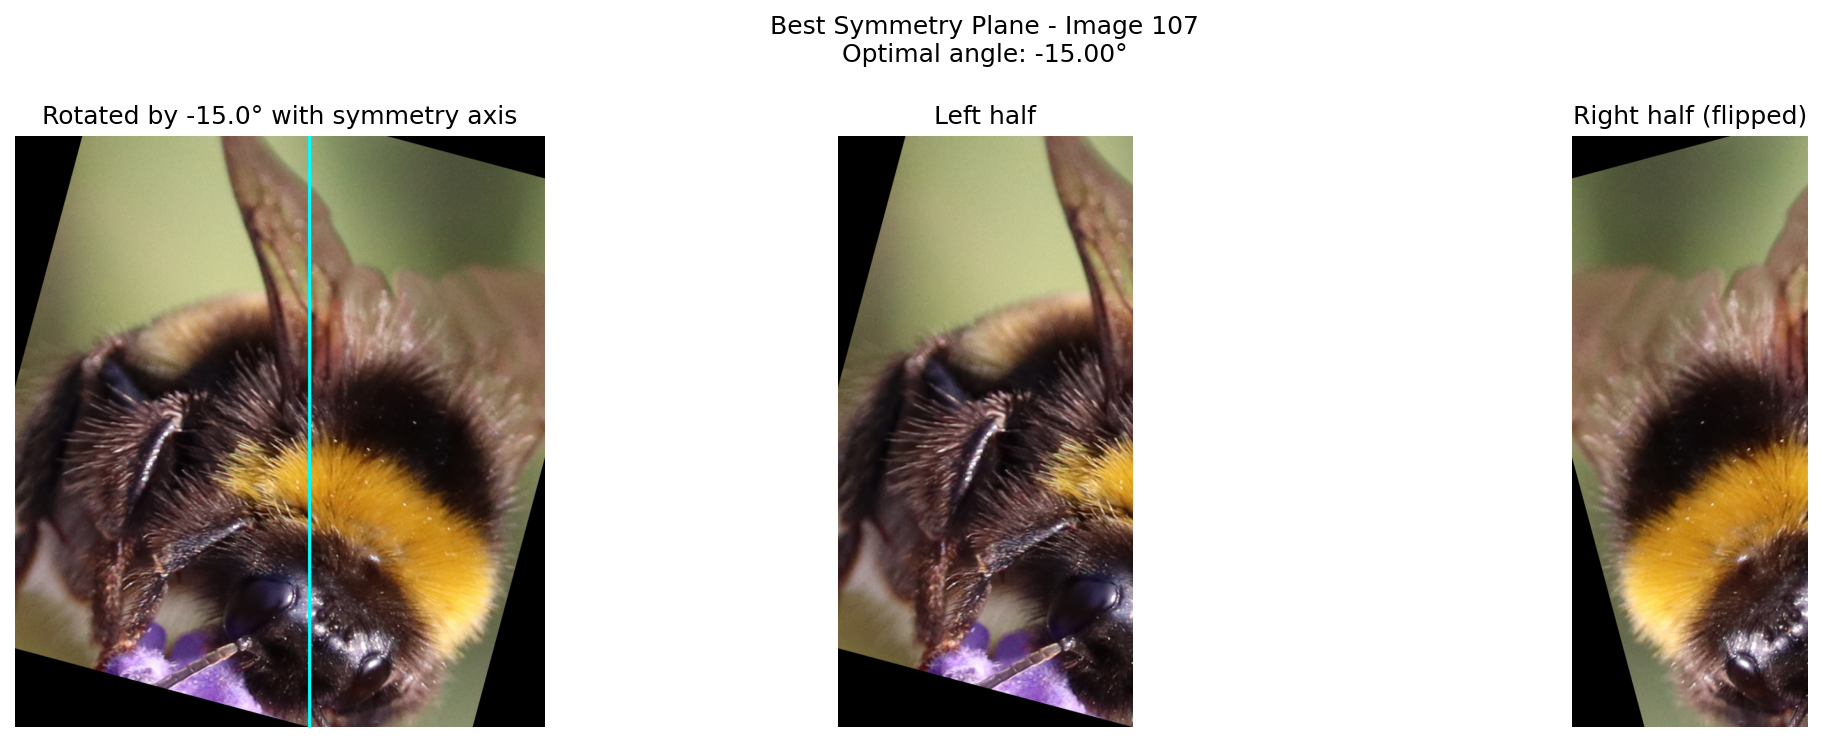 Best Symmetry Plane - Image 107
Optimal angle: -15.00°
Rotated by -15.0° with symmetry axis
Left half
Right half (flipped)